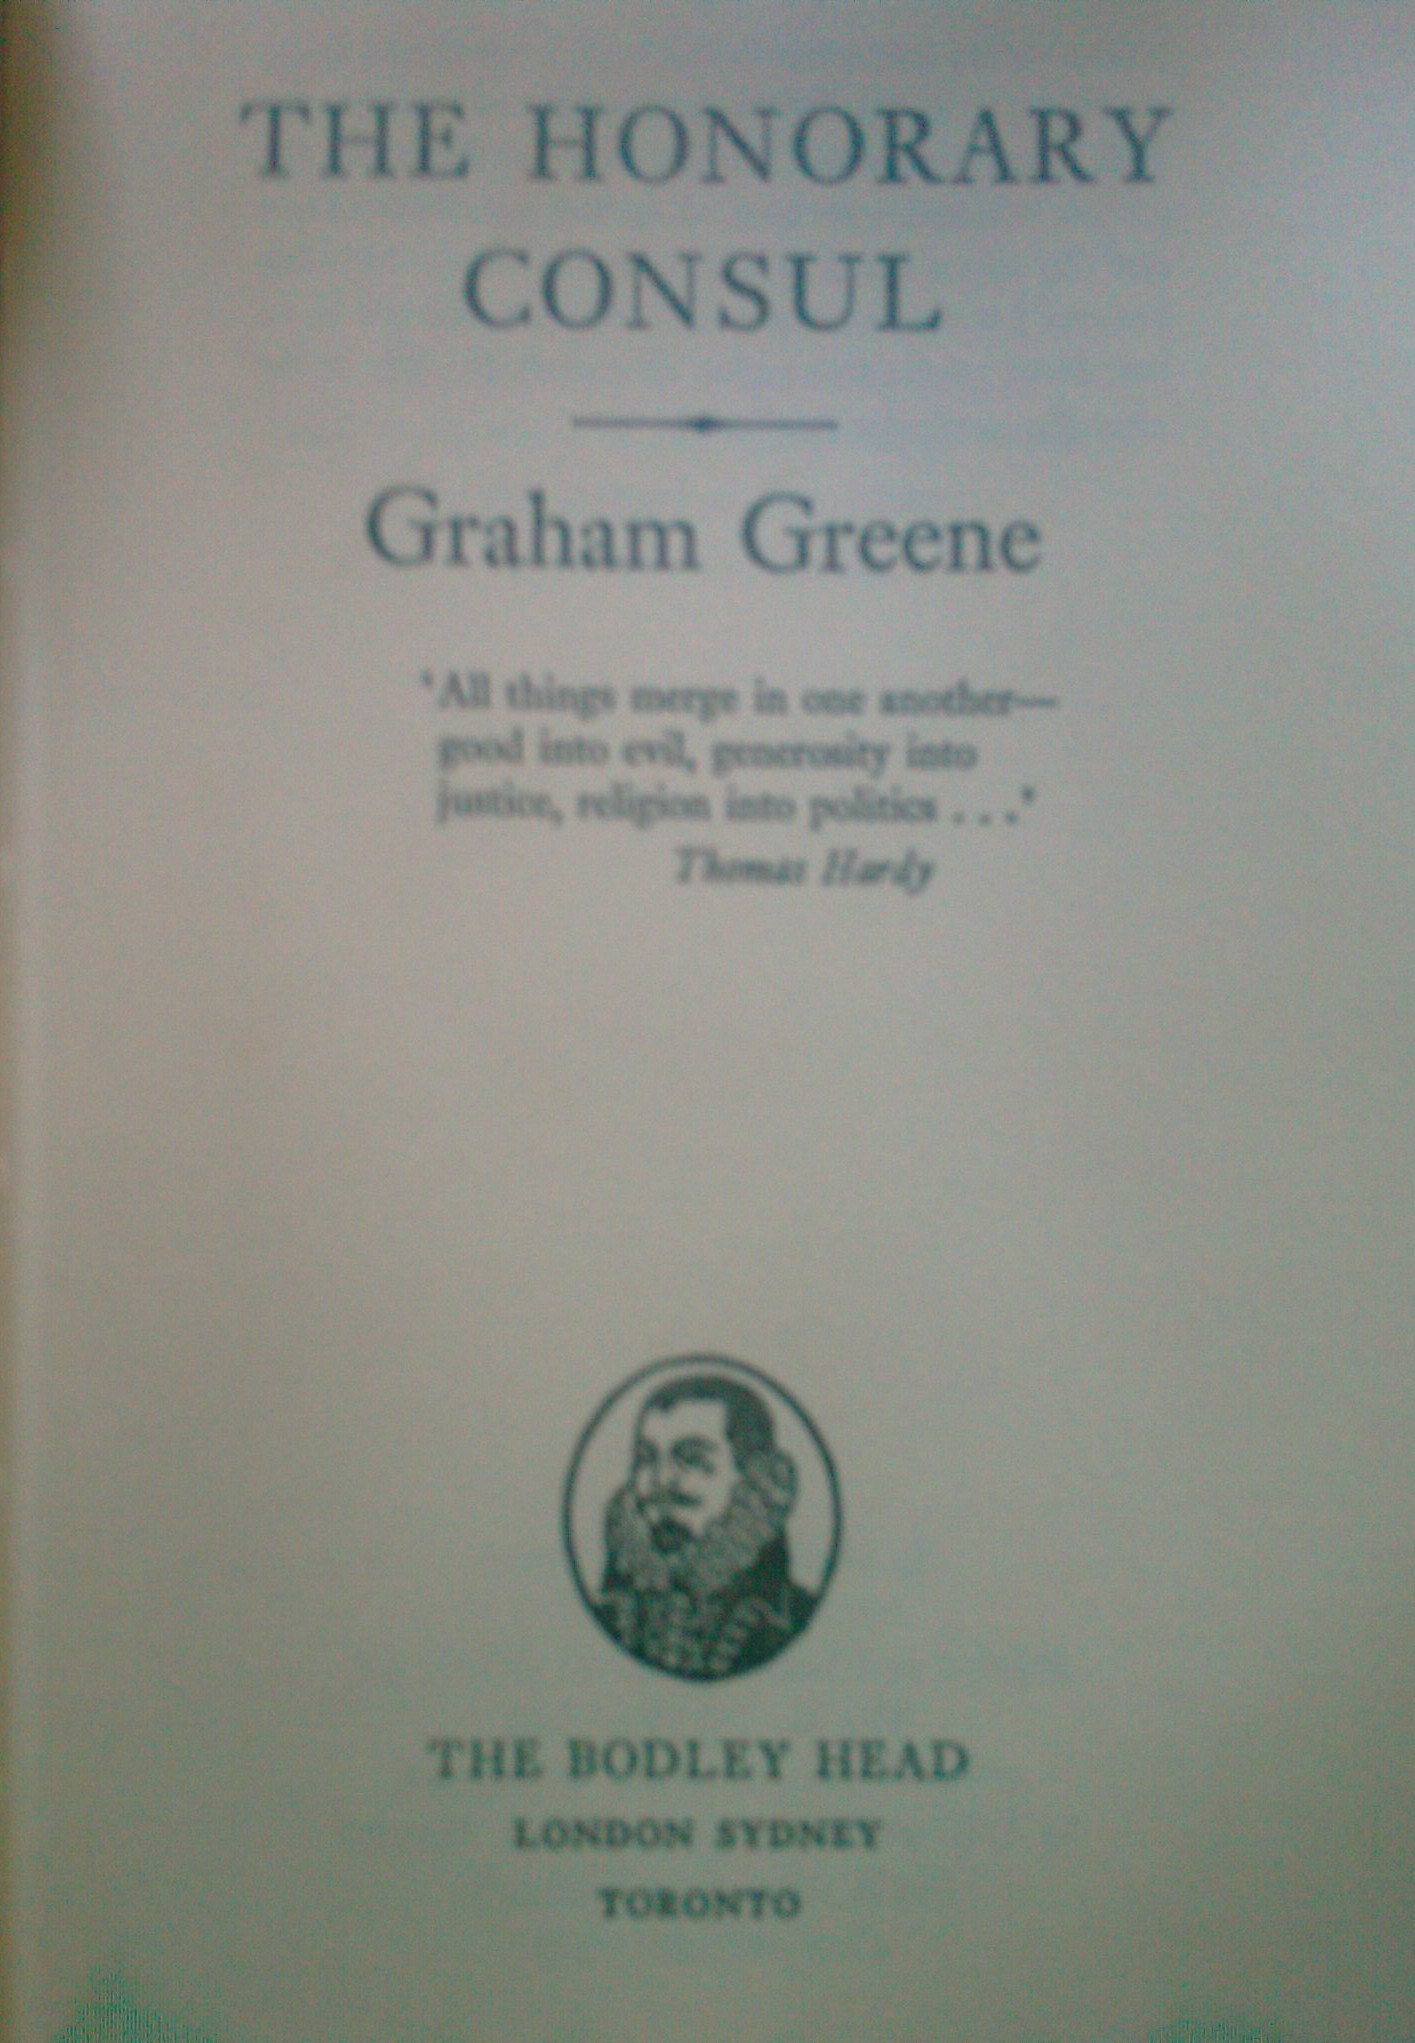 THE HONORARY
CONSUL
Graham Greene
‘All things merge in one another—
good into evil, generosity into
justice, religion into politics . . .’
Thomas Hardy
THE BODLEY HEAD
LONDON SYDNEY
TORONTO